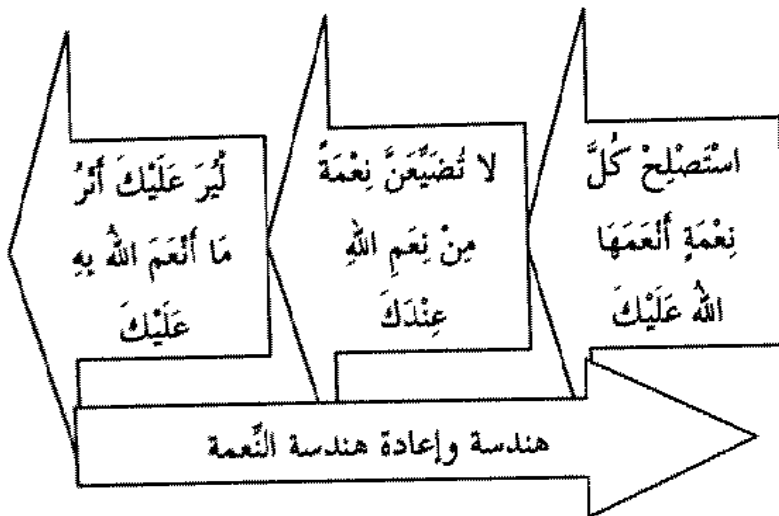 اسْتَصْلِحْ كُلَّ
نِعْمَةٍ أَنْعَمَهَا
اللهُ عَلَيْكَ
لا تُضَيِّعَنَّ نِعْمَةً
مِنْ نِعَمِ اللهِ
عِنْدَكَ
لْيُرَ عَلَيْكَ أَثَرُ
مَا أَنْعَمَ اللهُ بِهِ
عَلَيْكَ
هندسة وإعادة هندسة النِّعمة